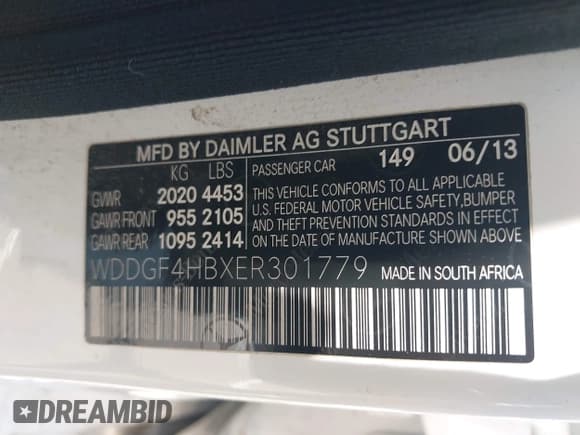 MFD BY DAIMLER AG STUTTGART
KG LBS PASSENGER CAR 149 06/13
GVWR 2020 4453
GAWR FRONT 955 2105
GAWR REAR 1095 2414
THIS VEHICLE CONFORMS TO ALL APPLICABLE
U.S. FEDERAL MOTOR VEHICLE SAFETY,BUMPER
AND THEFT PREVENTION STANDARDS IN
EFFECT ON THE DATE OF MANUFACTURE
SHOWN ABOVE.
WDDGF4HBXER301779 MADE IN SOUTH AFRICA
DREAMBID